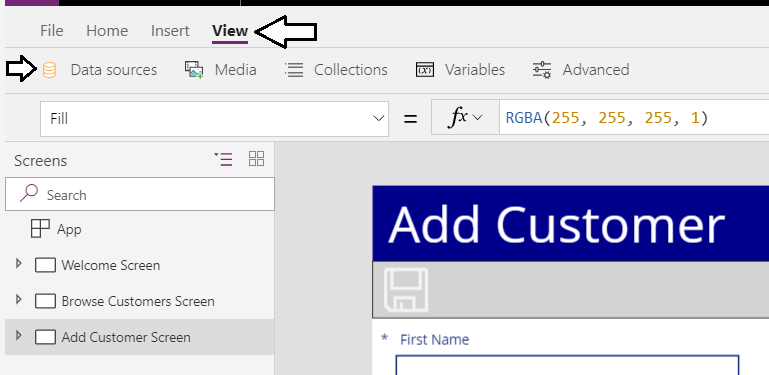 File Home Insert View
Data sources Media Collections (x) Variables Advanced
Fill = fx RGBA(255, 255, 255, 1)
Screens
Search
App
Welcome Screen
Browse Customers Screen
Add Customer Screen
Add Customer
* First Name